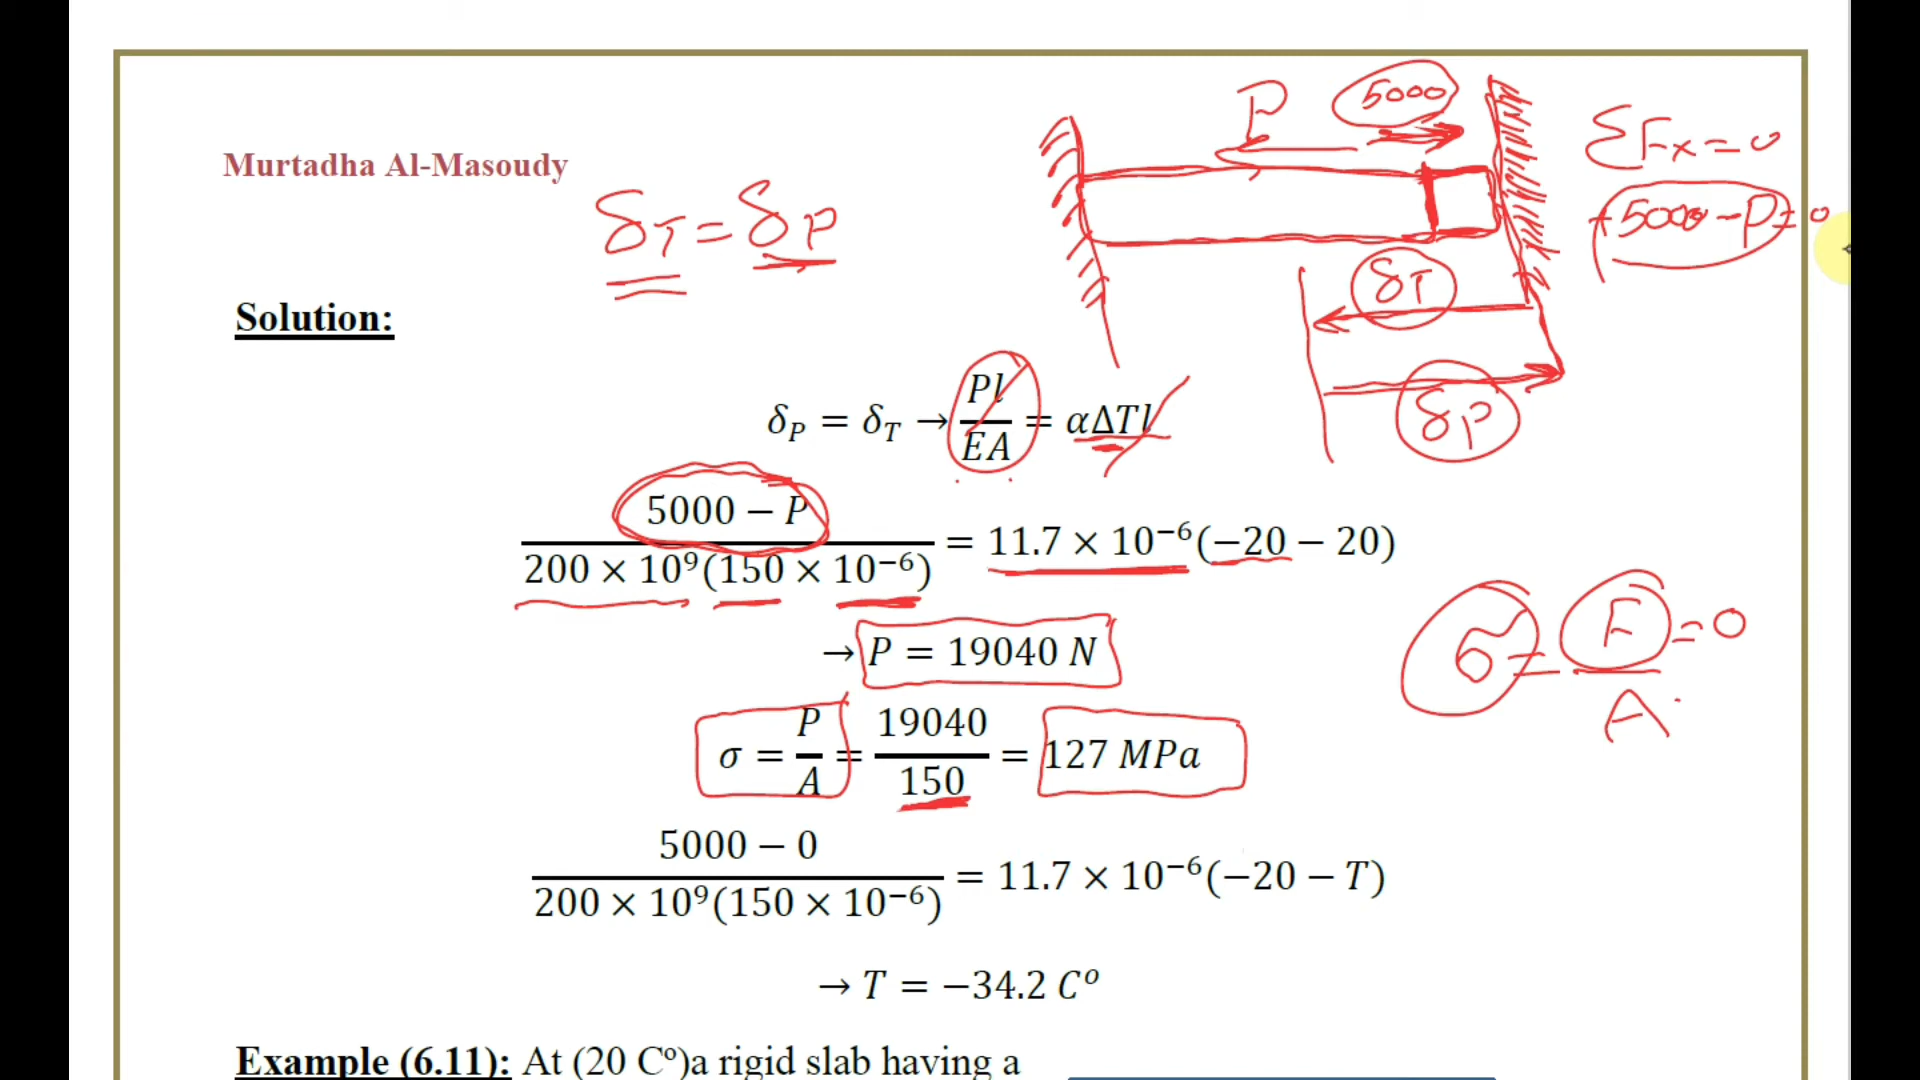 P 5000
ΣFx=0
Murtadha Al-Masoudy
δT=δP
+5000-P=0
δT
Solution:
δP = δT → Pl/EA = αΔTl
δP
(5000 − P)/(200 × 10⁹(150 × 10⁻⁶)) = 11.7 × 10⁻⁶(−20 − 20)
→ P = 19040 N
σ = F/A = 0
σ = P/A = 19040/150 = 127 MPa
(5000 − 0)/(200 × 10⁹(150 × 10⁻⁶)) = 11.7 × 10⁻⁶(−20 − T)
→ T = −34.2 Cᵒ
Example (6.11): At (20 Cº)a rigid slab having a